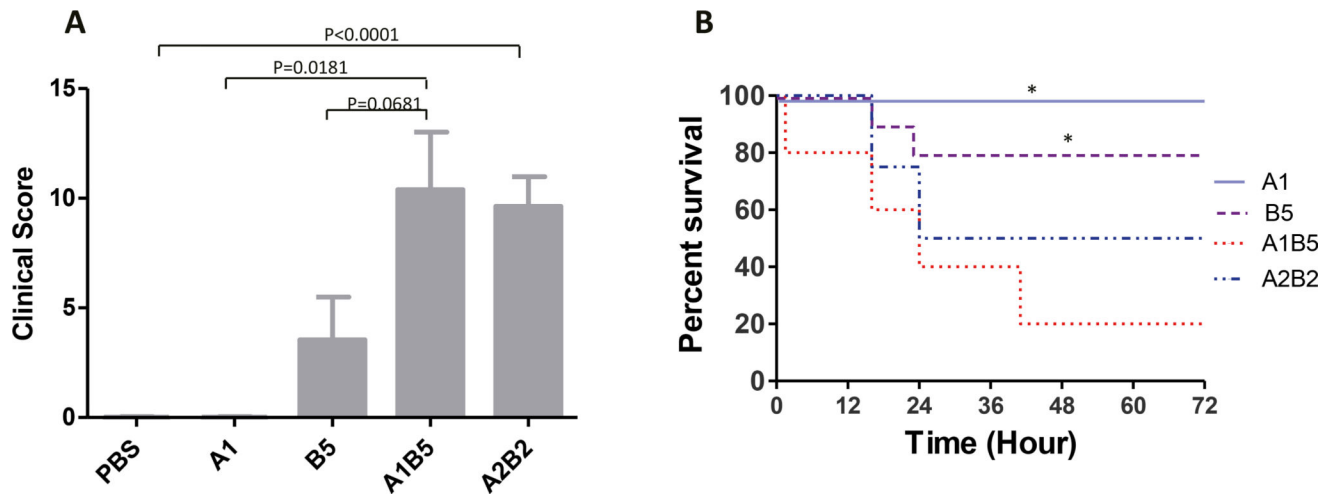 A
P<0.0001
P=0.0181
P=0.0681
Clinical Score
15
10
5
0
PBS
A1
B5
A1B5
A2B2
B
*
*
Percent survival
100
80
60
40
20
0
0 12 24 36 48 60 72
Time (Hour)
A1
B5
A1B5
A2B2